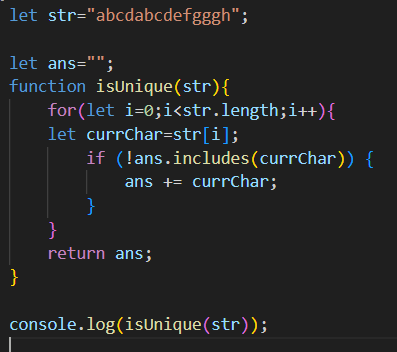 let str="abcdabcdefgggh";

let ans="";
function isUnique(str){
    for(let i=0;i<str.length;i++){
    let currChar=str[i];
        if (!ans.includes(currChar)) {
            ans += currChar;
        }
    }
    return ans;
}

console.log(isUnique(str));